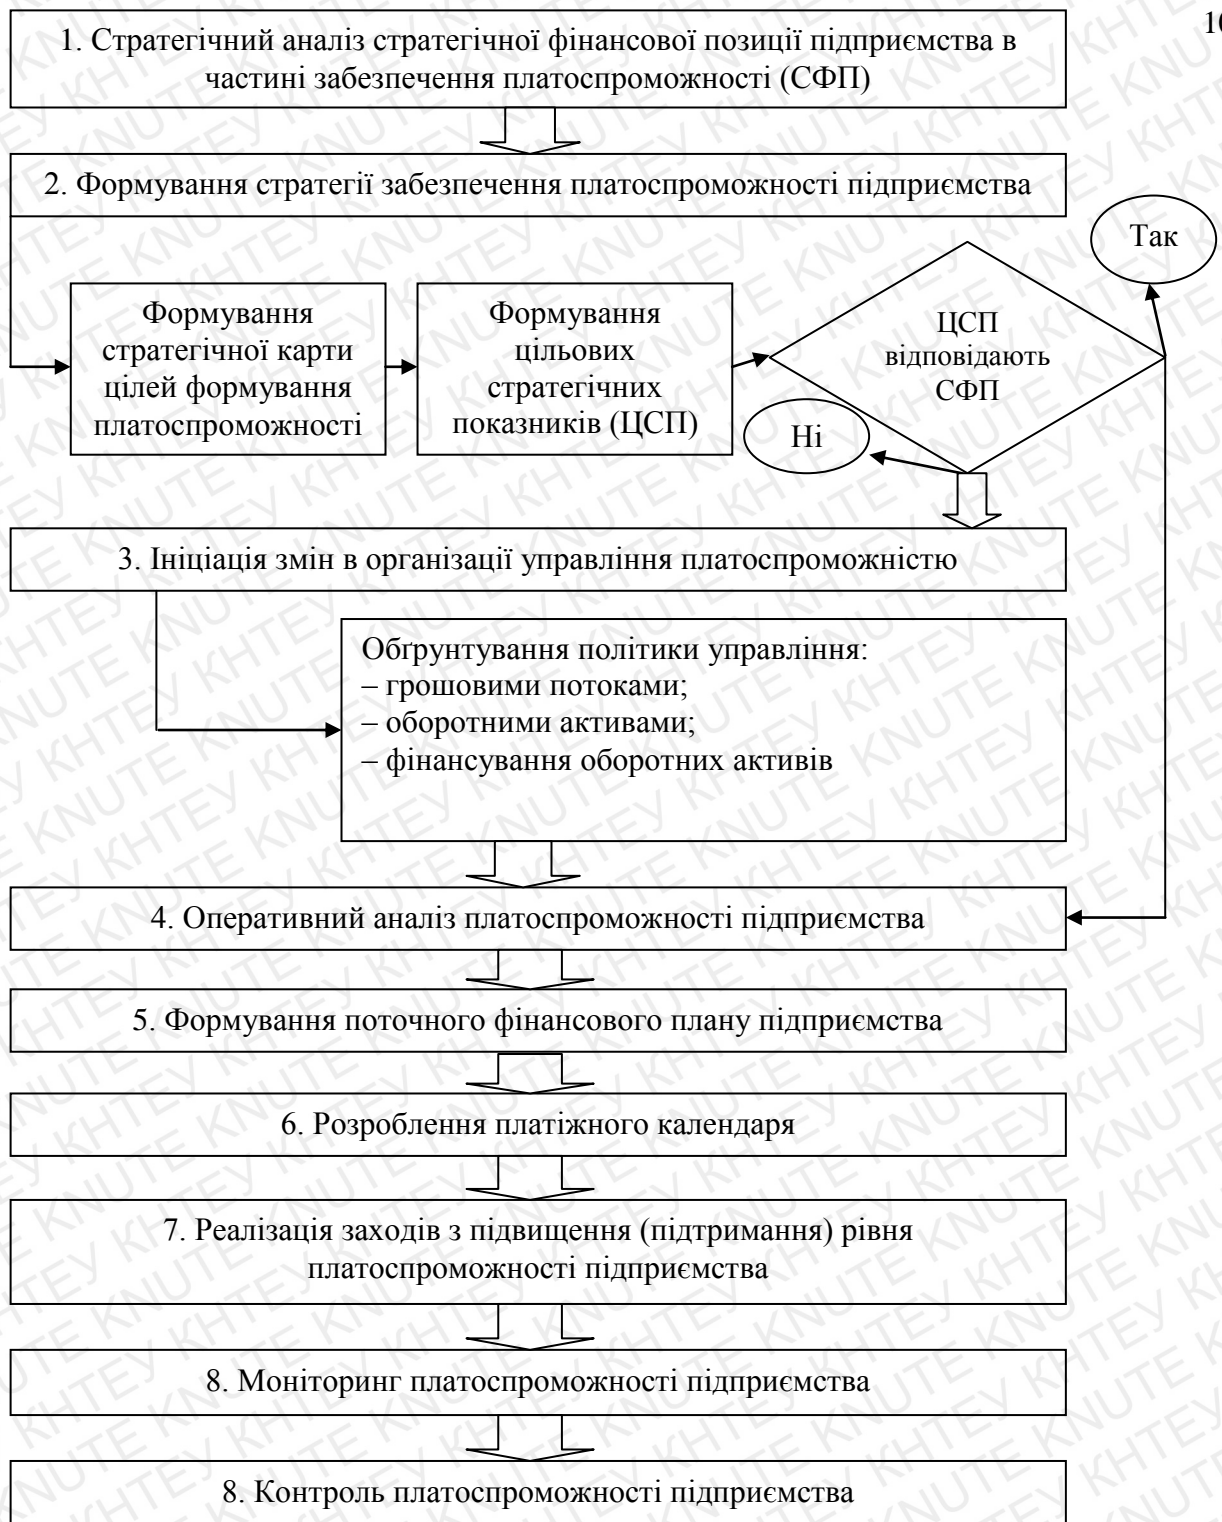 10
1. Стратегічний аналіз стратегічної фінансової позиції підприємства в
частині забезпечення платоспроможності (СФП)
2. Формування стратегії забезпечення платоспроможності підприємства
Так
Формування
стратегічної карти
цілей формування
платоспроможності
Формування
цільових
стратегічних
показників (ЦСП)
ЦСП
відповідають
СФП
Ні
3. Ініціація змін в організації управління платоспроможністю
Обґрунтування політики управління:
– грошовими потоками;
– оборотними активами;
– фінансування оборотних активів
4. Оперативний аналіз платоспроможності підприємства
5. Формування поточного фінансового плану підприємства
6. Розроблення платіжного календаря
7. Реалізація заходів з підвищення (підтримання) рівня
платоспроможності підприємства
8. Моніторинг платоспроможності підприємства
8. Контроль платоспроможності підприємства